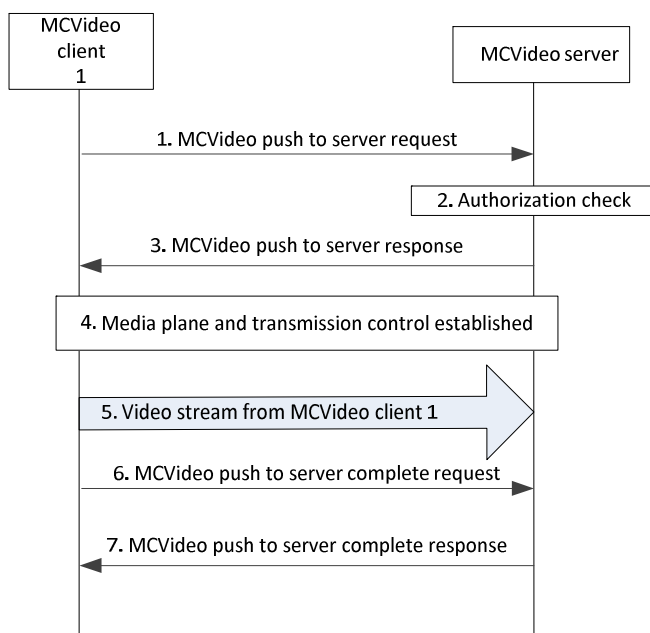 MCVideo
client
1
MCVideo server
1. MCVideo push to server request
2. Authorization check
3. MCVideo push to server response
4. Media plane and transmission control established
5. Video stream from MCVideo client 1
6. MCVideo push to server complete request
7. MCVideo push to server complete response